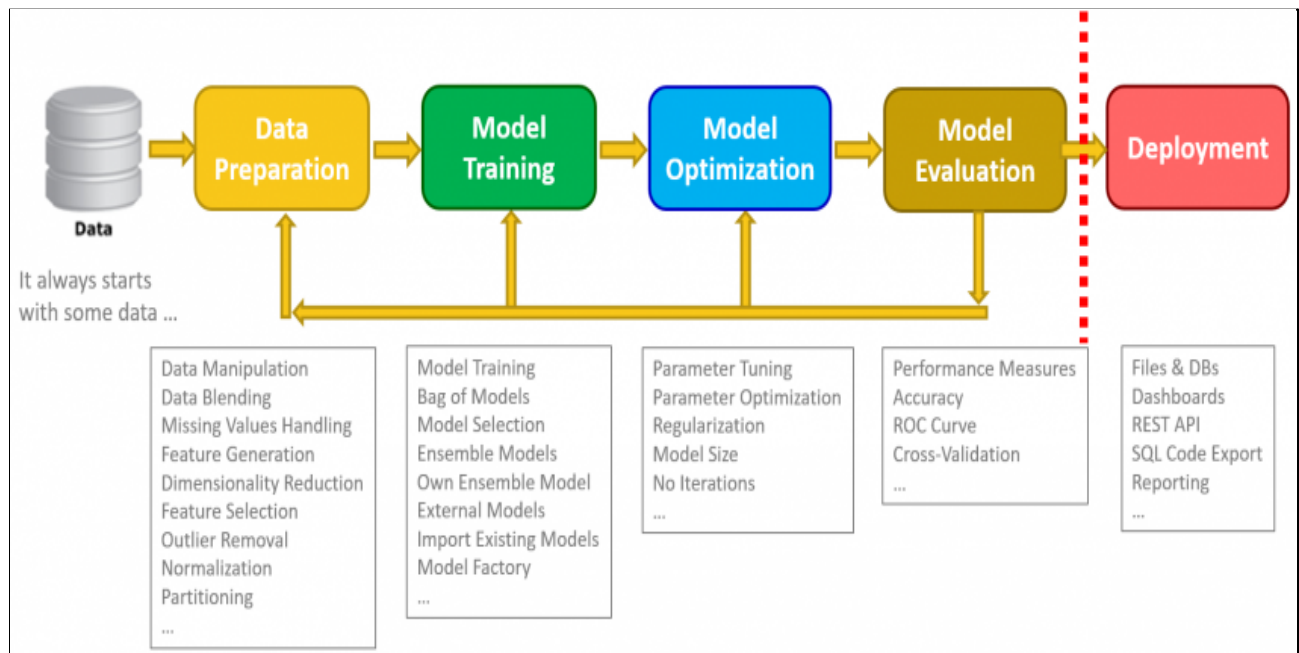 Data
Preparation
Model
Training
Model
Optimization
Model
Evaluation
Deployment
Data
It always starts
with some data ...
Data Manipulation
Data Blending
Missing Values Handling
Feature Generation
Dimensionality Reduction
Feature Selection
Outlier Removal
Normalization
Partitioning
...
Model Training
Bag of Models
Model Selection
Ensemble Models
Own Ensemble Model
External Models
Import Existing Models
Model Factory
...
Parameter Tuning
Parameter Optimization
Regularization
Model Size
No Iterations
...
Performance Measures
Accuracy
ROC Curve
Cross-Validation
...
Files & DBs
Dashboards
REST API
SQL Code Export
Reporting
...